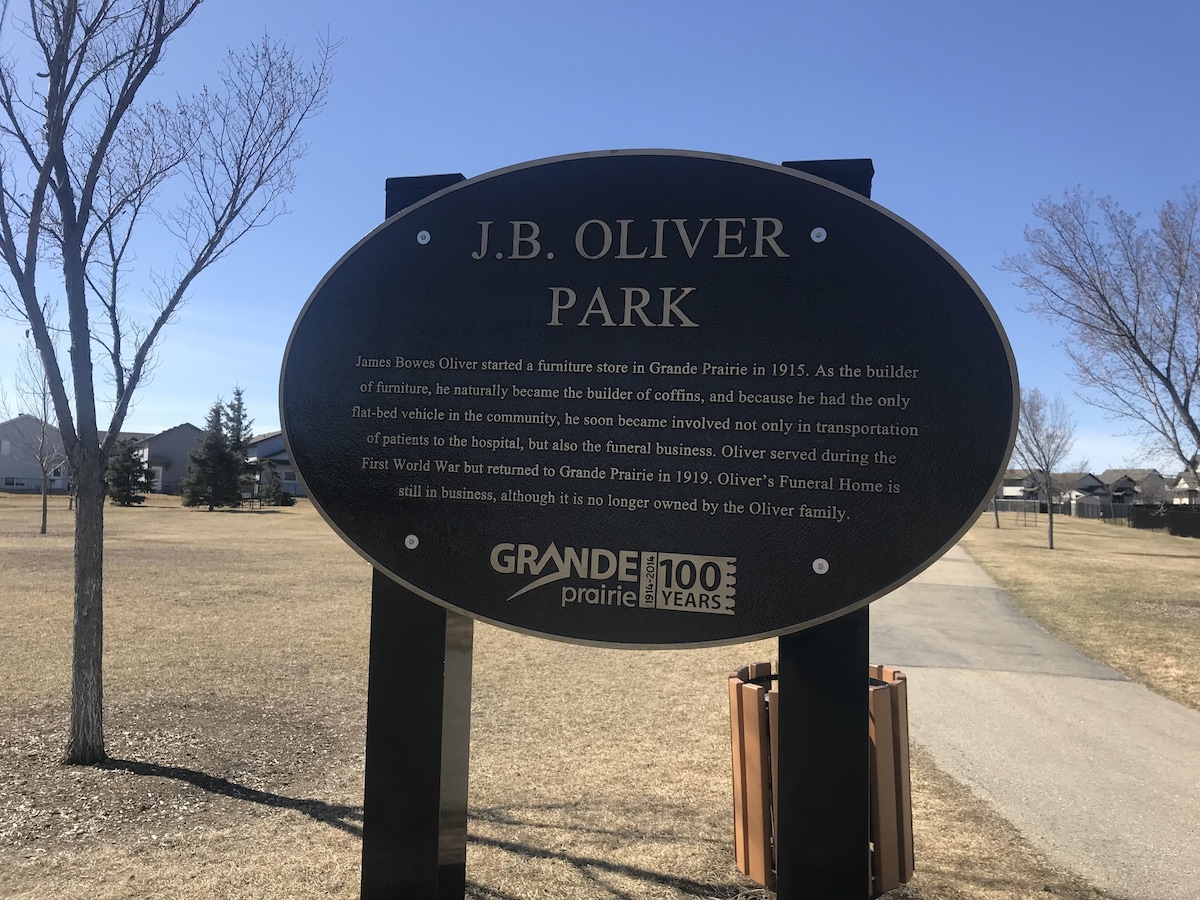 J.B. OLIVER
PARK
James Bowes Oliver started a furniture store in Grande Prairie in 1915. As the builder
of furniture, he naturally became the builder of coffins, and because he had the only
flat-bed vehicle in the community, he soon became involved not only in transportation
of patients to the hospital, but also the funeral business. Oliver served during the
First World War but returned to Grande Prairie in 1919. Oliver's Funeral Home is
still in business, although it is no longer owned by the Oliver family.
GRANDE
prairie
1914-2014
100
YEARS